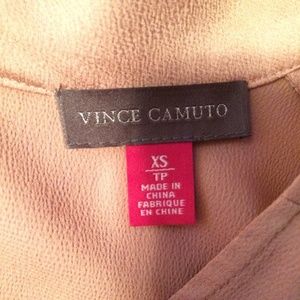 VINCE CAMUTO
XS
TP
MADE IN
CHINA
FABRIQUE
EN CHINE